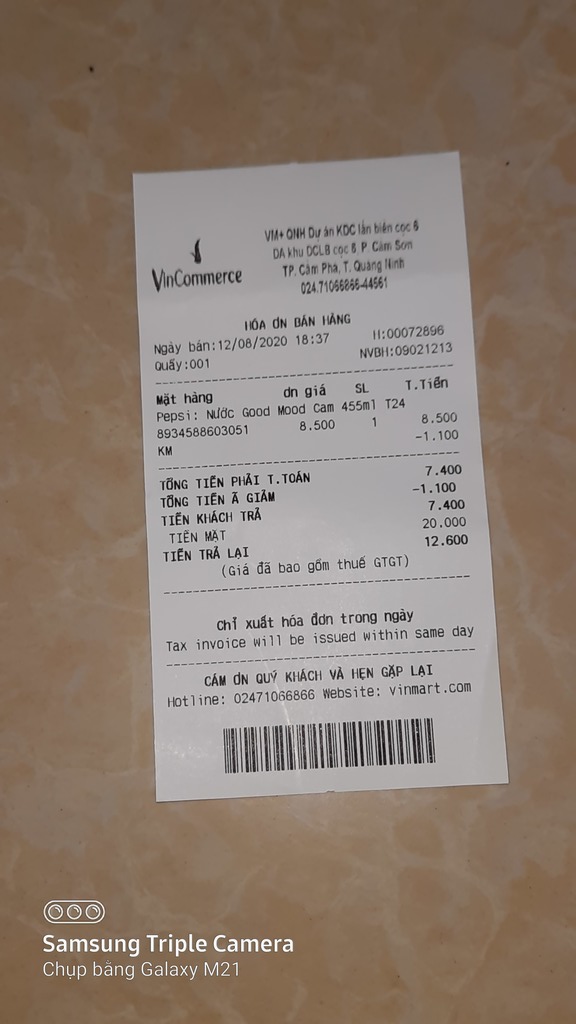 VinCommerce
VM+ QNH Dự án KDC lấn biển cọc 6
DA khu DCLB cọc 6, P. Cẩm Sơn
TP. Cẩm Phả, T. Quảng Ninh
024.71066866-44561
HÓA ƠN BÁN HÀNG
Ngày bán:12/08/2020 18:37 H:00072896
Quầy:001 NVBH:09021213
Mặt hàng ơn giá SL T.Tiền
Pepsi: Nước Good Mood Cam 455ml T24
8934588603051 8.500 1 8.500
KM -1.100
TỔNG TIỀN PHẢI T.TOÁN 7.400
TỔNG TIỀN Ã GIẢM -1.100
TIỀN KHÁCH TRẢ 7.400
TIỀN MẶT 20.000
TIỀN TRẢ LẠI 12.600
(Giá đã bao gồm thuế GTGT)
Chỉ xuất hóa đơn trong ngày
Tax invoice will be issued within same day
CÁM ƠN QUÝ KHÁCH VÀ HẸN GẶP LẠI
Hotline: 02471066866 Website: vinmart.com
Samsung Triple Camera
Chụp bằng Galaxy M21